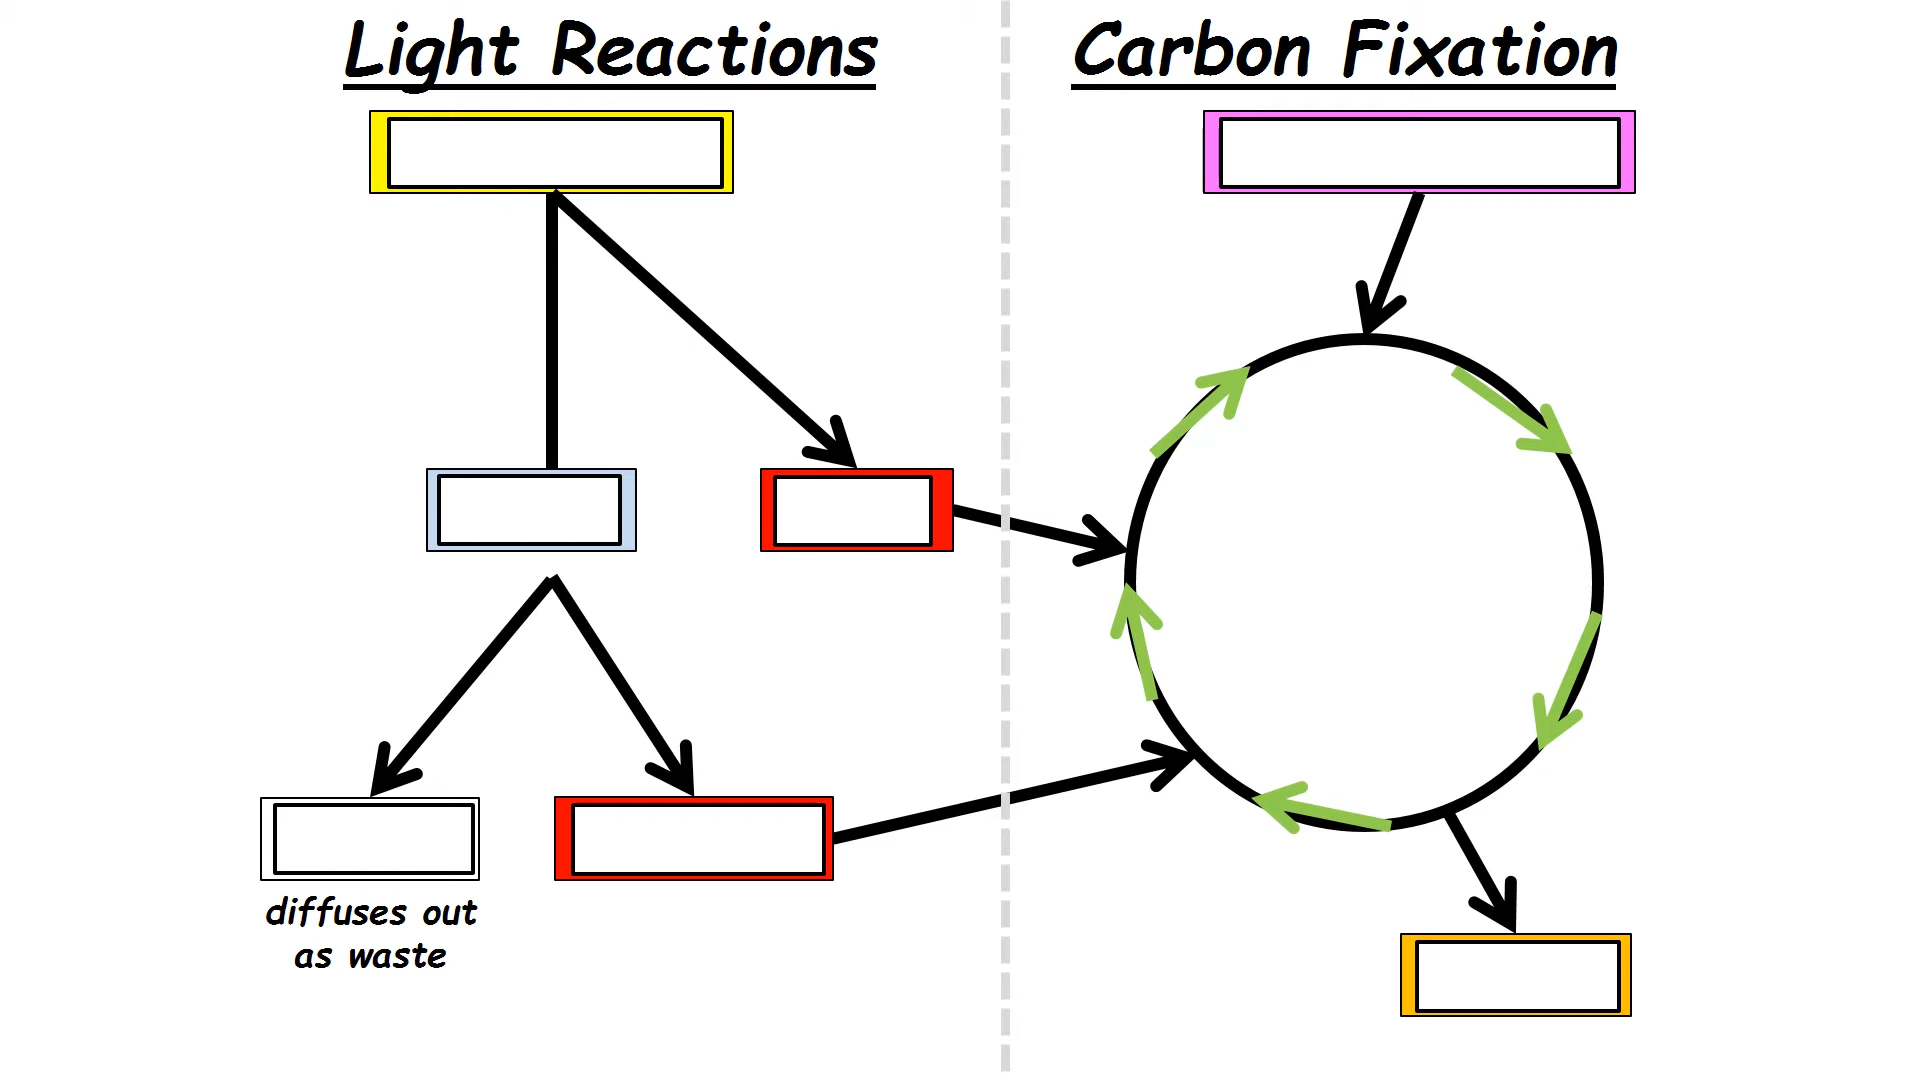 Light Reactions
Carbon Fixation
diffuses out
as waste